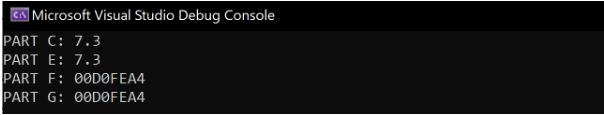 Microsoft Visual Studio Debug Console
PART C: 7.3
PART E: 7.3
PART F: 00D0FEA4
PART G: 00D0FEA4